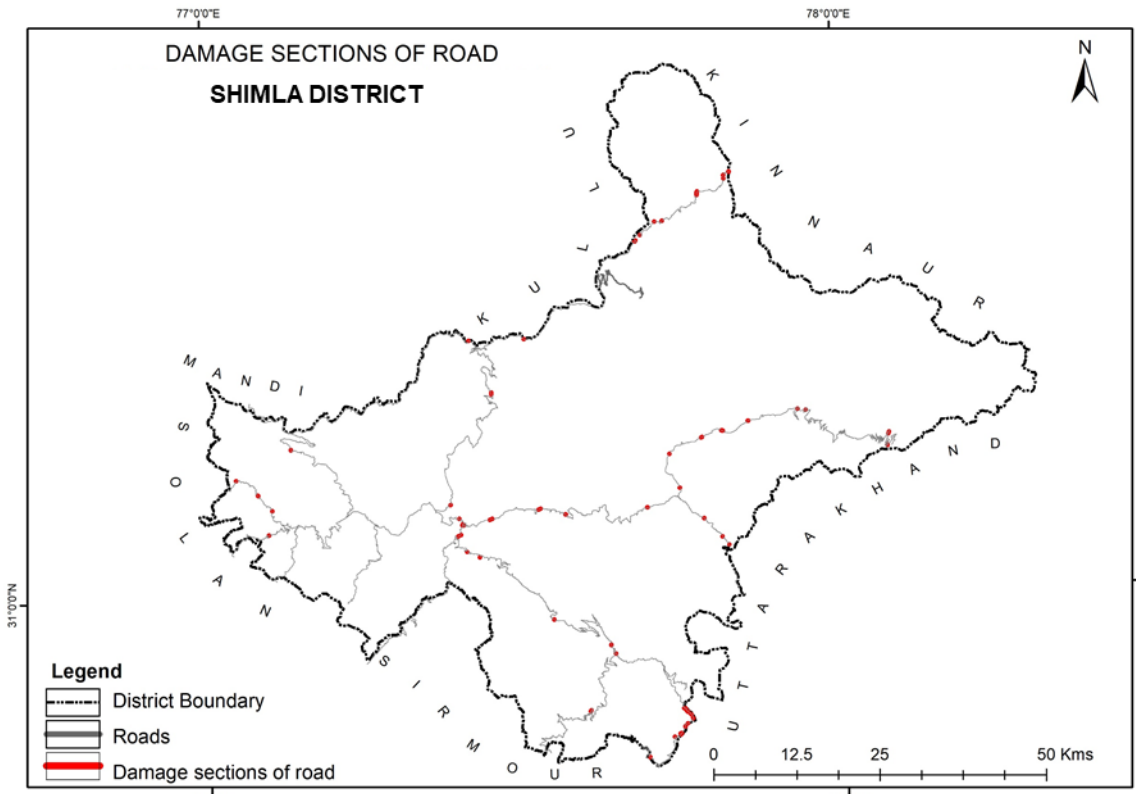 77°0'0"E
78°0'0"E
DAMAGE SECTIONS OF ROAD
SHIMLA DISTRICT
N
KINNAUR
KULLU
MANDI
SOLAN
UTTARAKHAND
SIRMOUR
31°0'0"N
Legend
District Boundary
Roads
Damage sections of road
0 12.5 25 50 Kms